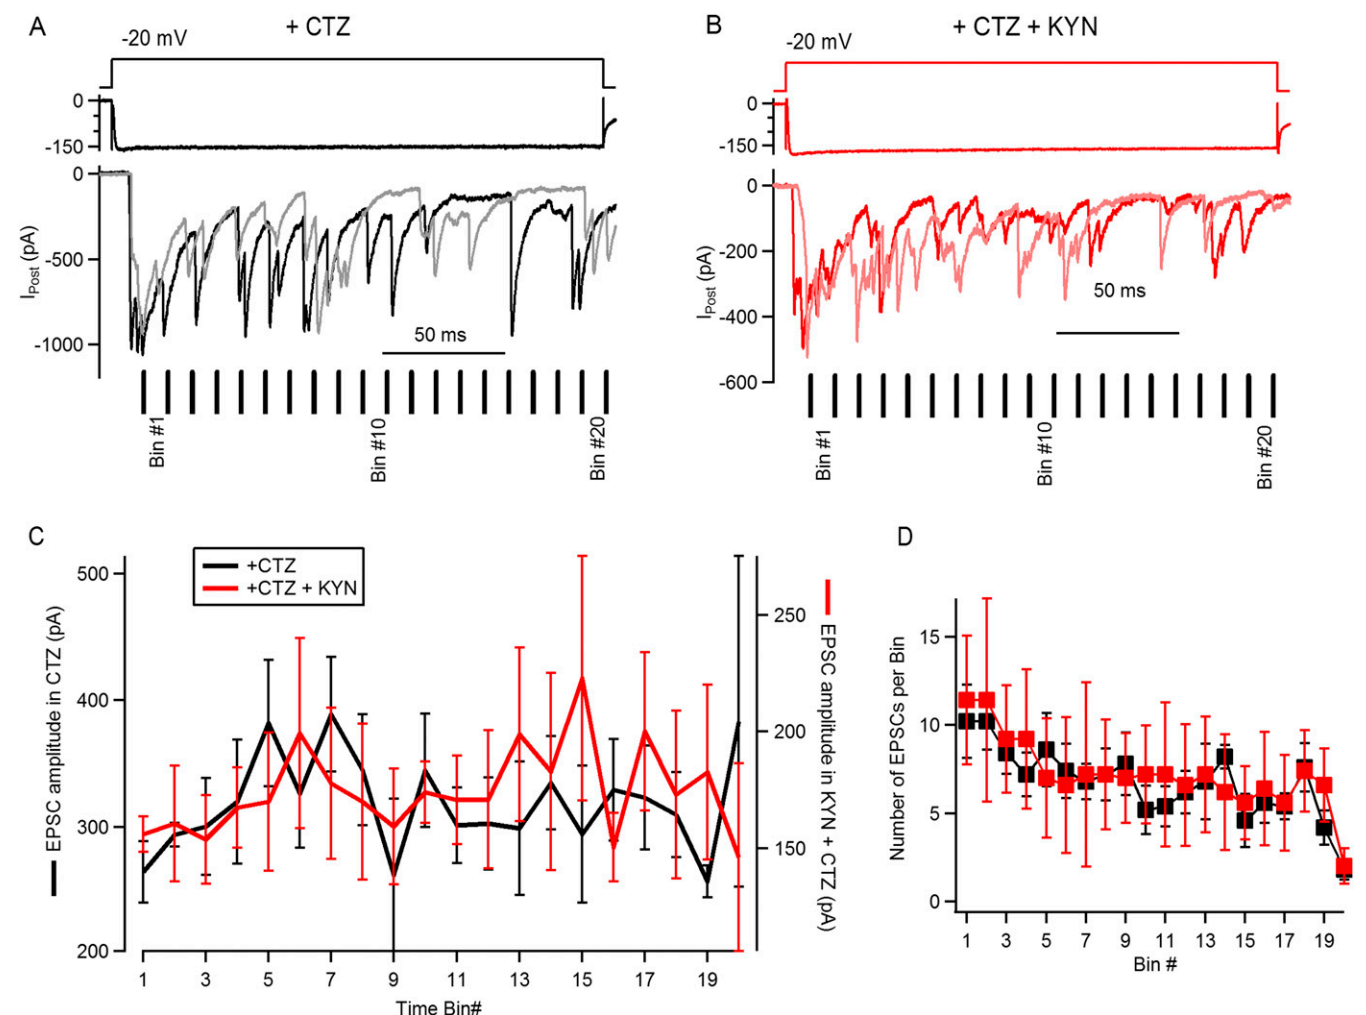 A
+ CTZ
-20 mV
0
-150
0
-500
-1000
I_Post (pA)
50 ms
Bin #1
Bin #10
Bin #20
B
+ CTZ + KYN
-20 mV
0
-150
0
-200
-400
-600
I_Post (pA)
50 ms
Bin #1
Bin #10
Bin #20
C
+CTZ
+CTZ + KYN
500
400
300
200
EPSC amplitude in CTZ (pA)
250
200
150
EPSC amplitude in KYN + CTZ (pA)
1 3 5 7 9 11 13 15 17 19
Time Bin#
D
15
10
5
0
Number of EPSCs per Bin
1 3 5 7 9 11 13 15 17 19
Bin #